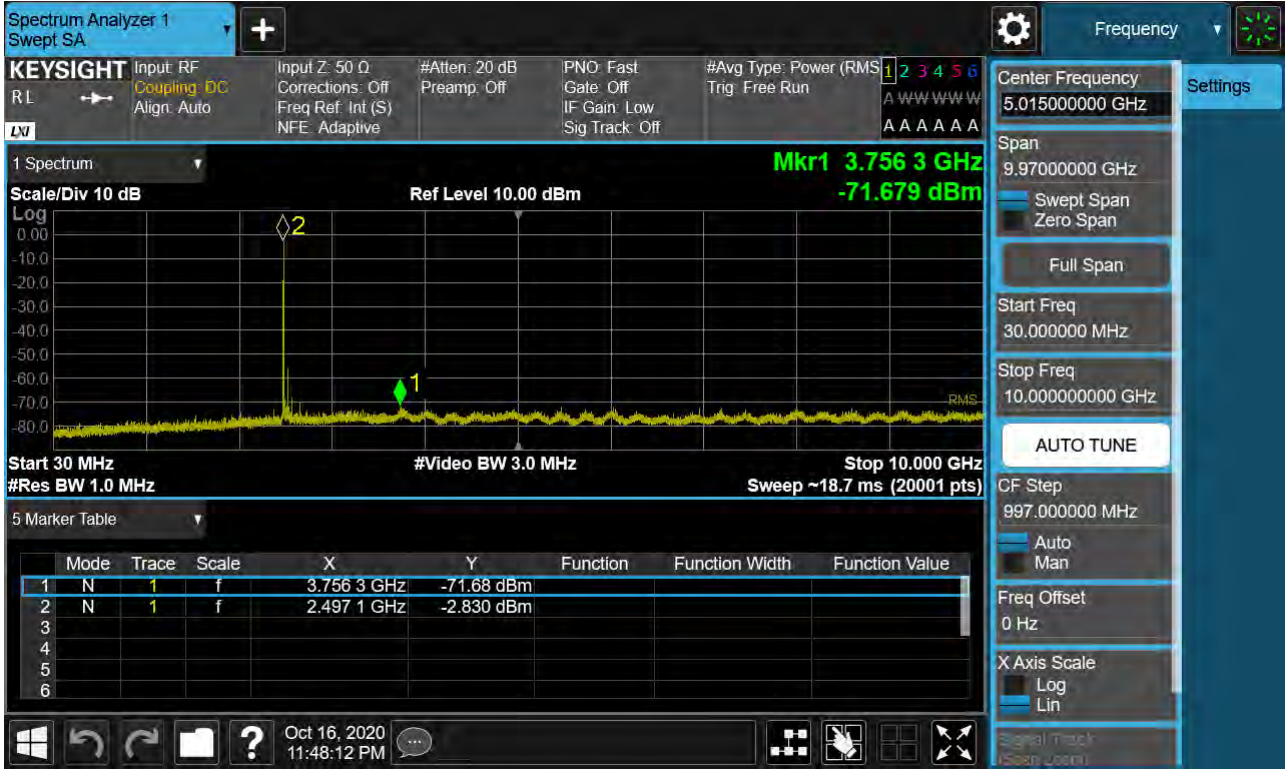 Spectrum Analyzer 1
Swept SA
Frequency
KEYSIGHT
RL
LXI
Input: RF
Coupling: DC
Align: Auto
Input Z: 50 Ω
Corrections: Off
Freq Ref: Int (S)
NFE: Adaptive
#Atten: 20 dB
Preamp: Off
PNO: Fast
Gate: Off
IF Gain: Low
Sig Track: Off
#Avg Type: Power (RMS
Trig: Free Run
1 2 3 4 5 6
A W W W W W
A A A A A A
1 Spectrum
Mkr1 3.756 3 GHz
-71.679 dBm
Scale/Div 10 dB
Ref Level 10.00 dBm
Log
0.00
-10.0
-20.0
-30.0
-40.0
-50.0
-60.0
-70.0
-80.0
2
1
RMS
Start 30 MHz
#Video BW 3.0 MHz
Stop 10.000 GHz
#Res BW 1.0 MHz
Sweep ~18.7 ms (20001 pts)
5 Marker Table
Mode Trace Scale X Y Function Function Width Function Value
1 N 1 f 3.756 3 GHz -71.68 dBm
2 N 1 f 2.497 1 GHz -2.830 dBm
3
4
5
6
Oct 16, 2020
11:48:12 PM
Center Frequency
5.015000000 GHz
Settings
Span
9.97000000 GHz
Swept Span
Zero Span
Full Span
Start Freq
30.000000 MHz
Stop Freq
10.000000000 GHz
AUTO TUNE
CF Step
997.000000 MHz
Auto
Man
Freq Offset
0 Hz
X Axis Scale
Log
Lin
Signal Track
(Span Zoom)